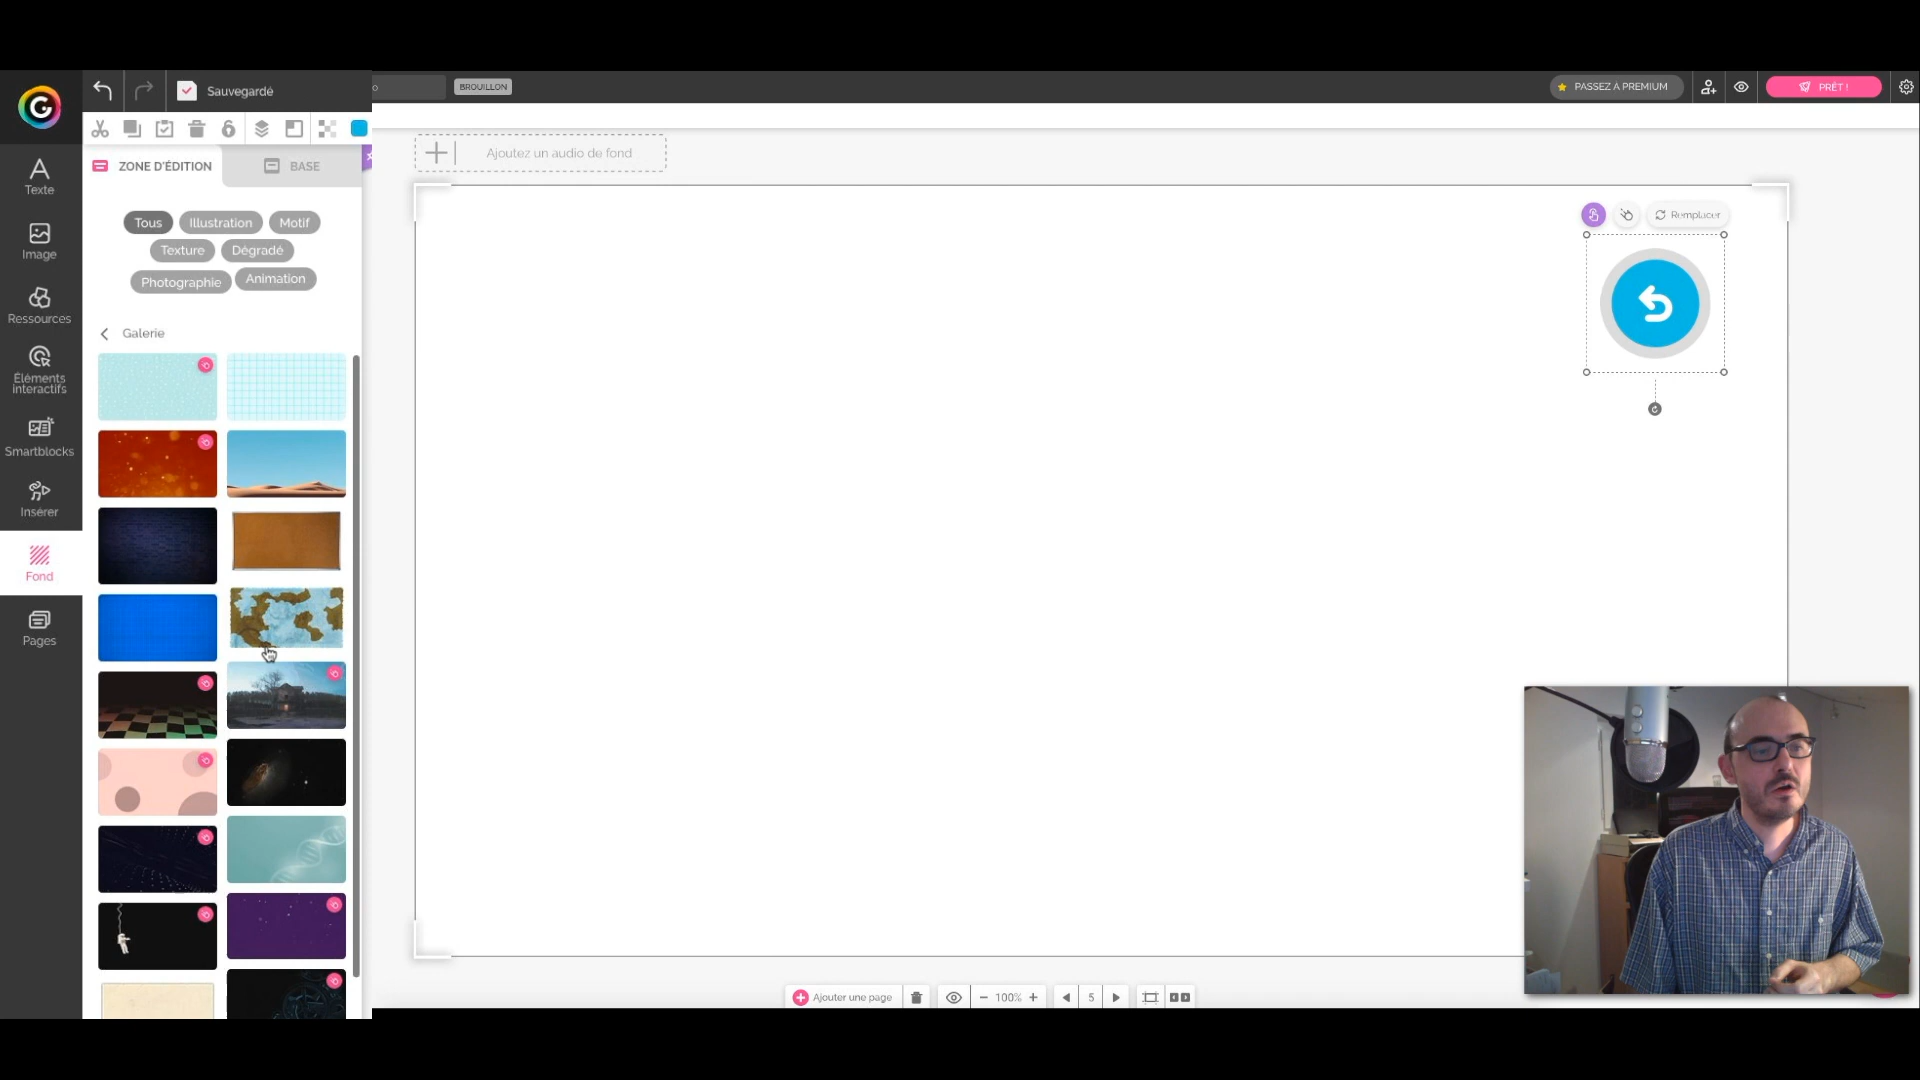 Sauvegardé
BROUILLON
PASSEZ À PREMIUM
PRÊT !
Ajoutez un audio de fond
ZONE D'ÉDITION
BASE
Tous
Illustration
Motif
Texture
Dégradé
Photographie
Animation
Galerie
Texte
Image
Ressources
Éléments
interactifs
Smartblocks
Insérer
Fond
Pages
Remplacer
Ajouter une page
100%
5